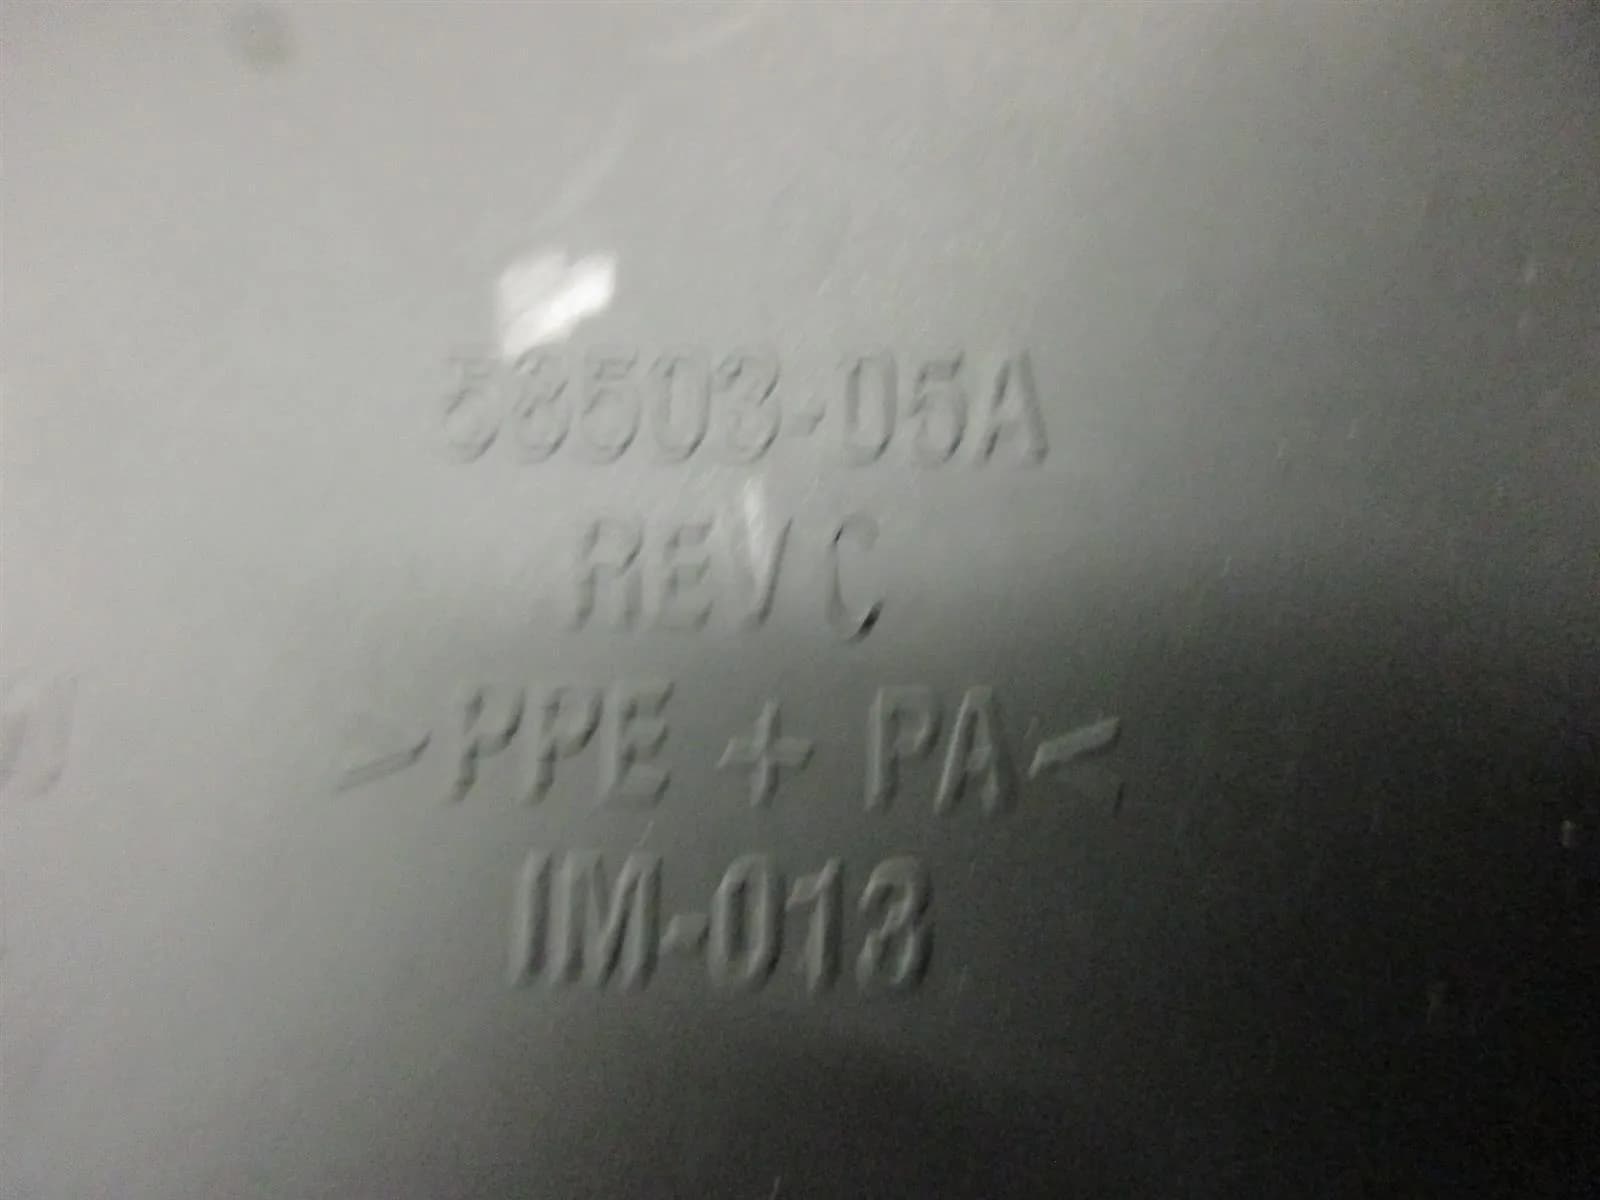 58503-05A
REV C
>PPE + PA<
IM-013